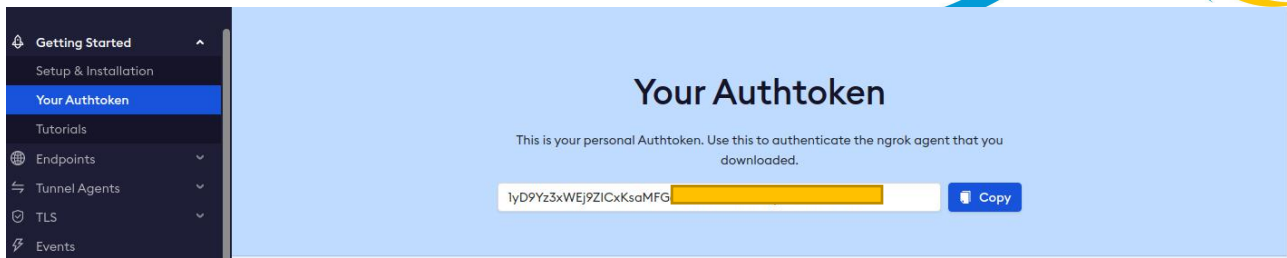 Getting Started
Setup & Installation
Your Authtoken
Tutorials
Endpoints
Tunnel Agents
TLS
Events
Your Authtoken
This is your personal Authtoken. Use this to authenticate the ngrok agent that you
downloaded.
1yD9Yz3xWEj9ZICxKsaMFG
Copy